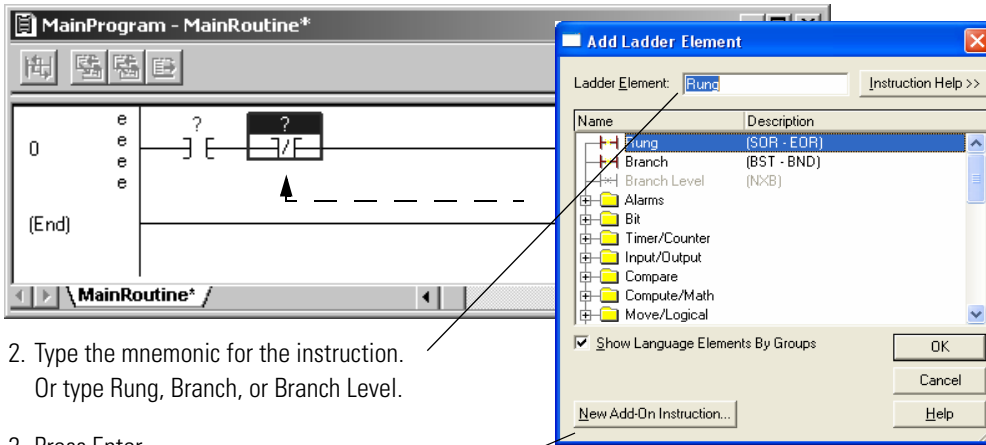 MainProgram - MainRoutine*
0
e
e
e
e
?
?
(End)
MainRoutine*
Add Ladder Element
Ladder Element: Rung
Instruction Help >>
Name Description
Rung (SOR - EOR)
Branch (BST - BND)
Branch Level (NXB)
Alarms
Bit
Timer/Counter
Input/Output
Compare
Compute/Math
Move/Logical
Show Language Elements By Groups
OK
Cancel
New Add-On Instruction...
Help
2. Type the mnemonic for the instruction.
Or type Rung, Branch, or Branch Level.